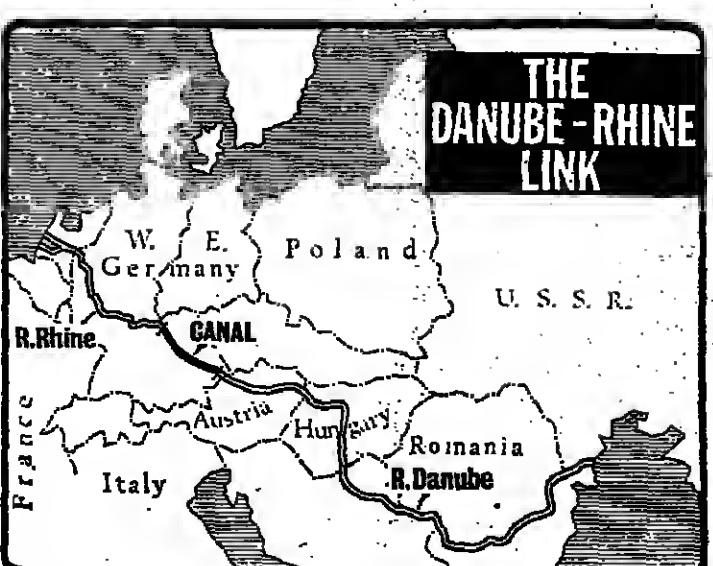 THE
DANUBE-RHINE
LINK
W.
Germany
E.
Poland
U. S. S. R.
R.Rhine
CANAL
France
Austria
Hungary
Romania
Italy
R.Danube